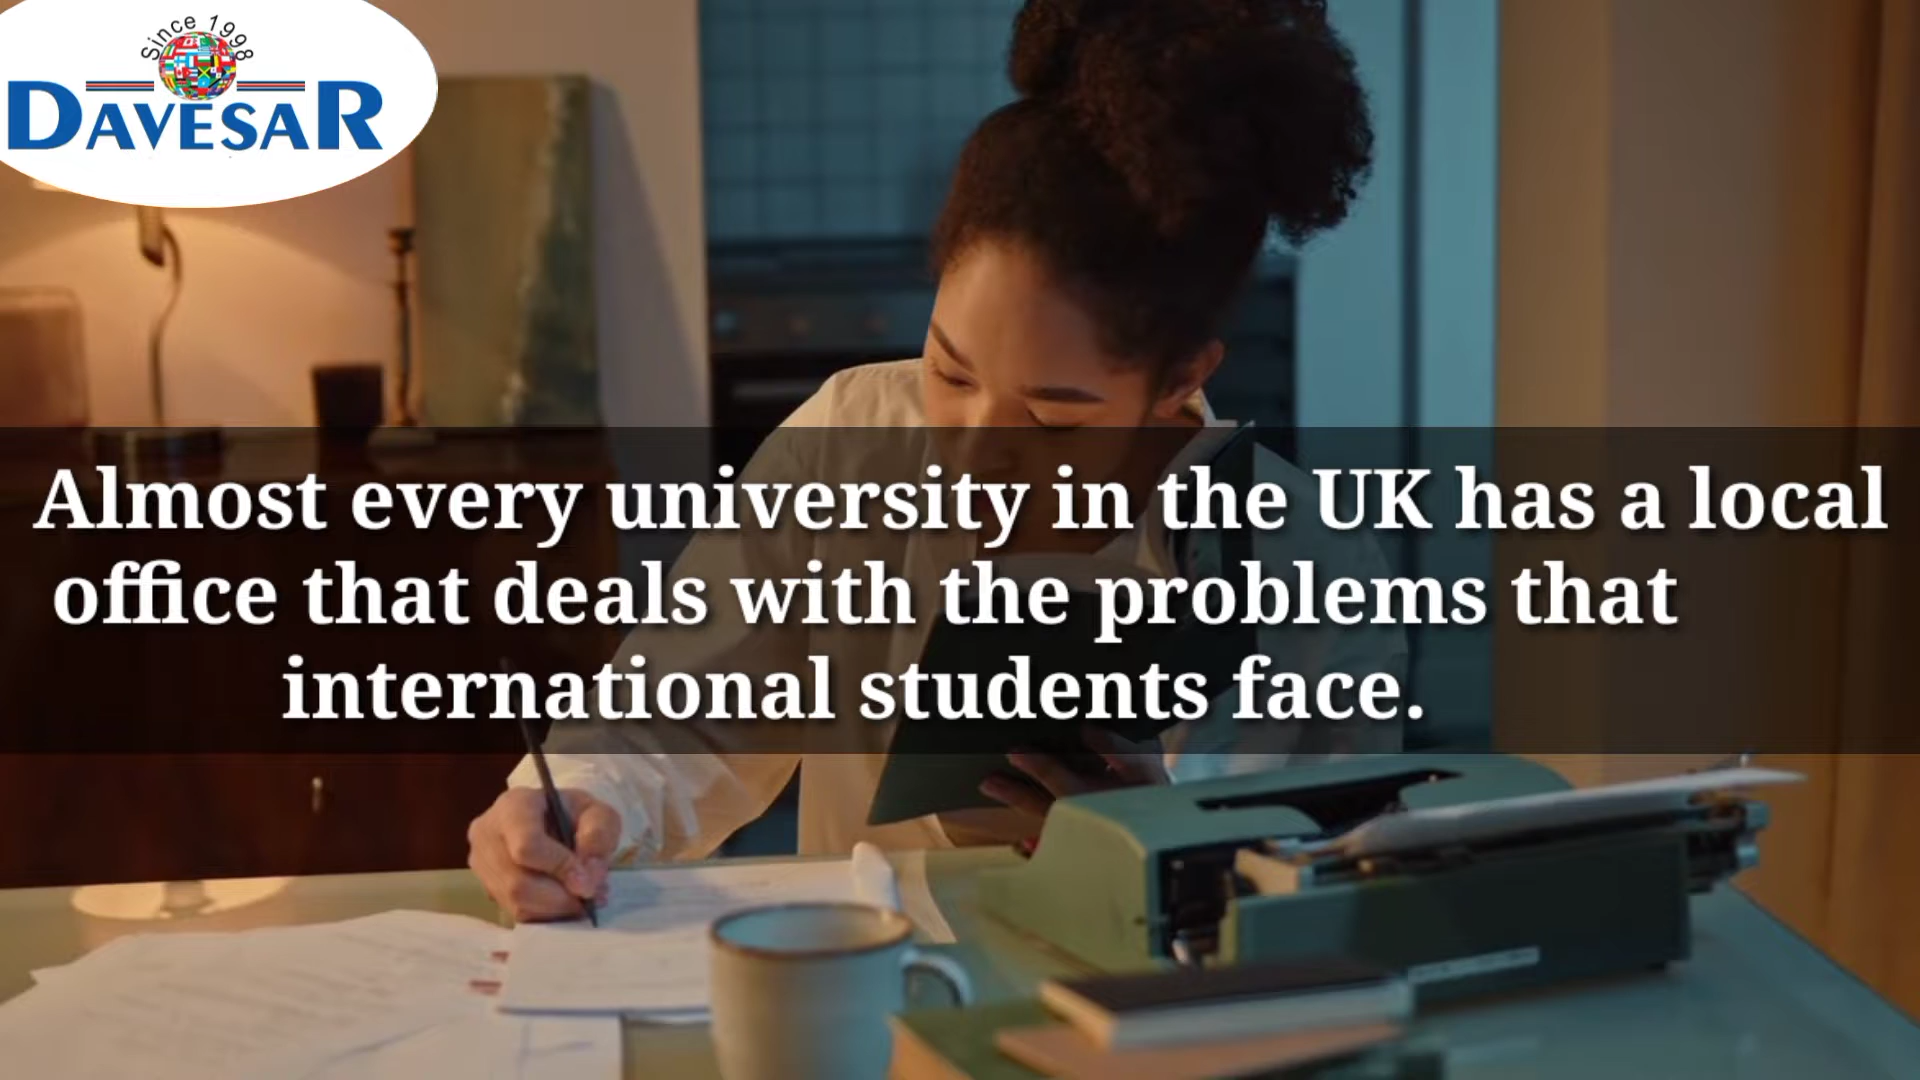 Since 1998
DAVESAR
Almost every university in the UK has a local
office that deals with the problems that
international students face.